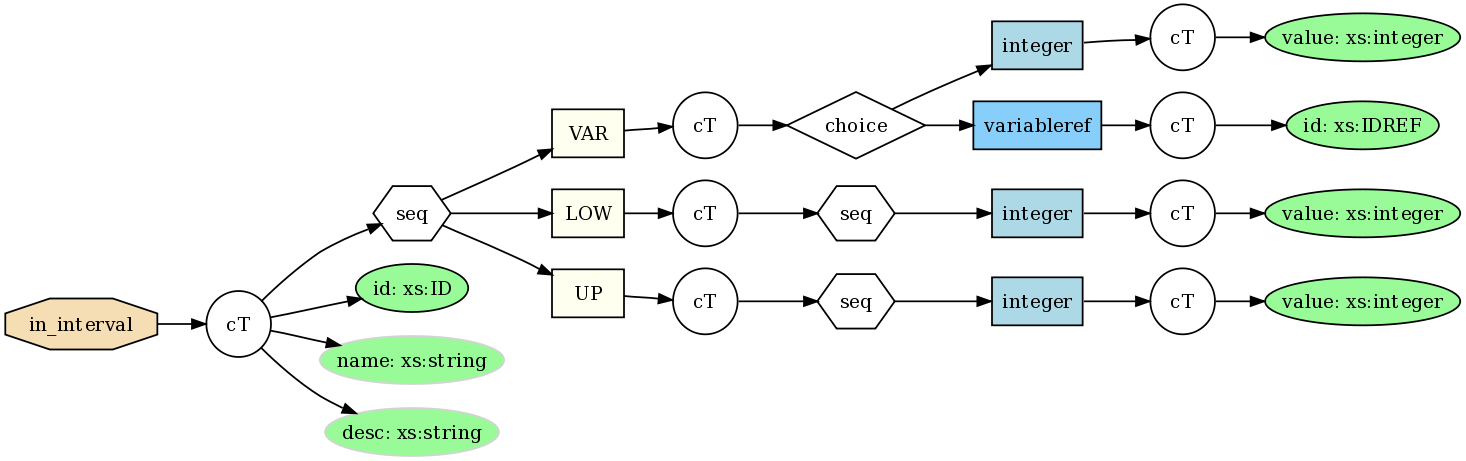 in_interval
cT
seq
VAR
cT
choice
integer
cT
value: xs:integer
variableref
cT
id: xs:IDREF
LOW
cT
seq
integer
cT
value: xs:integer
UP
cT
seq
integer
cT
value: xs:integer
id: xs:ID
name: xs:string
desc: xs:string